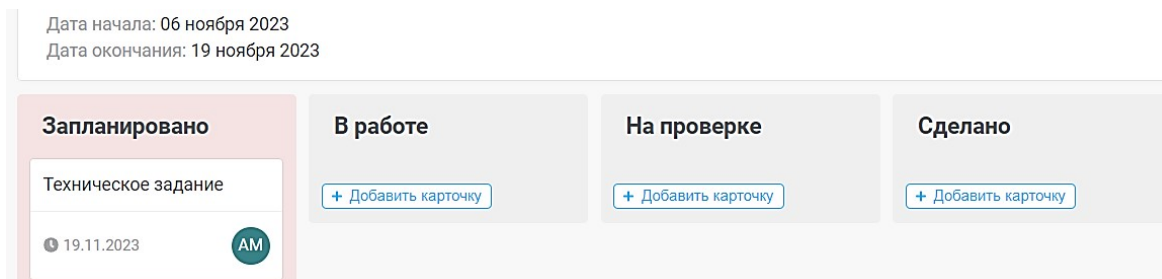 Дата начала: 06 ноября 2023
Дата окончания: 19 ноября 2023
Запланировано
В работе
На проверке
Сделано
Техническое задание
+ Добавить карточку
+ Добавить карточку
+ Добавить карточку
19.11.2023
АМ